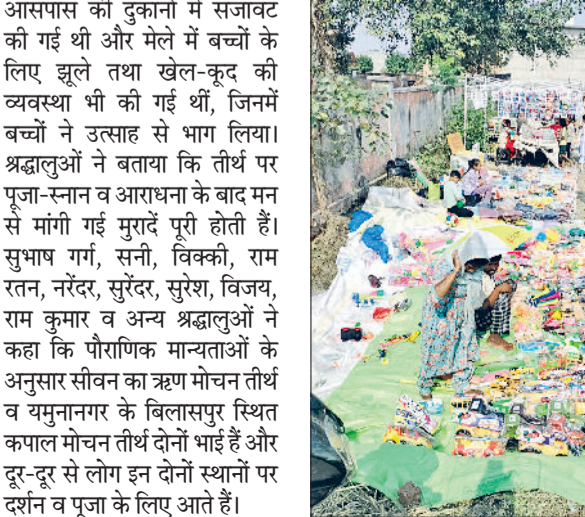 आसपास की दुकानों में सजावट
की गई थी और मेले में बच्चों के
लिए झूले तथा खेल-कूद की
व्यवस्था भी की गई थीं, जिनमें
बच्चों ने उत्साह से भाग लिया।
श्रद्धालुओं ने बताया कि तीर्थ पर
पूजा-स्नान व आराधना के बाद मन
से मांगी गई मुरादें पूरी होती हैं।
सुभाष गर्ग, सनी, विक्की, राम
रतन, नरेंदर, सुरेंदर, सुरेश, विजय,
राम कुमार व अन्य श्रद्धालुओं ने
कहा कि पौराणिक मान्यताओं के
अनुसार सीवन का ऋण मोचन तीर्थ
व यमुनानगर के बिलासपुर स्थित
कपाल मोचन तीर्थ दोनों भाई हैं और
दूर-दूर से लोग इन दोनों स्थानों पर
दर्शन व पूजा के लिए आते हैं।